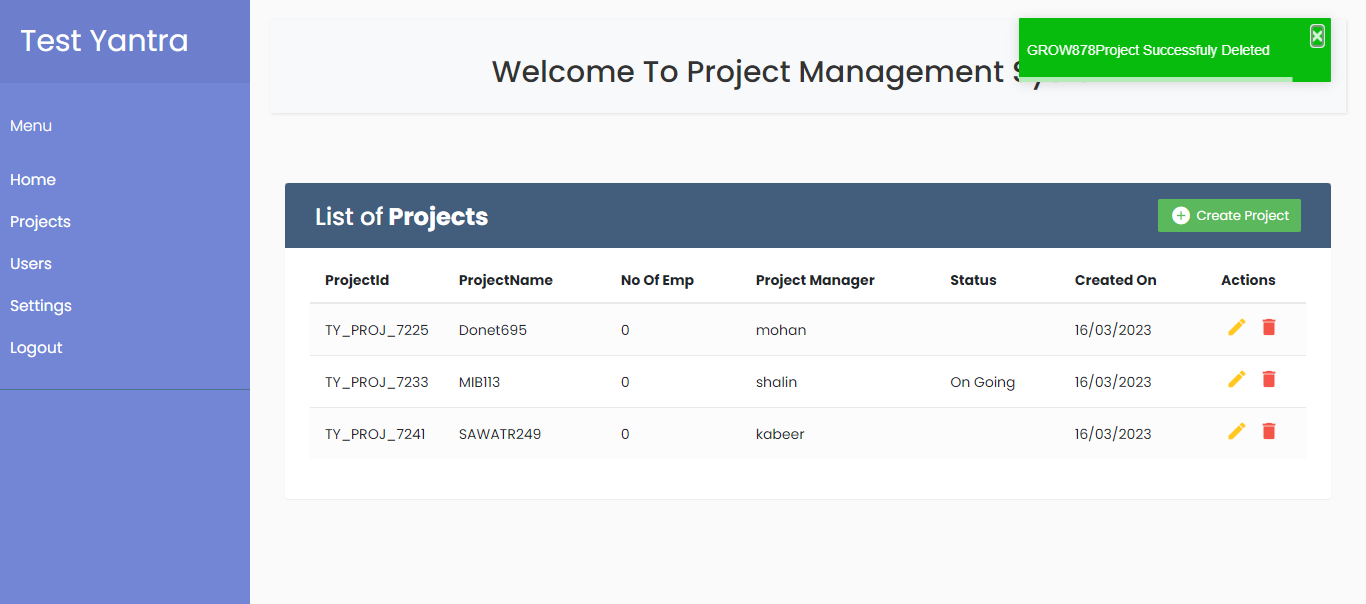 Test Yantra
Menu
Home
Projects
Users
Settings
Logout
Welcome To Project Management
GROW878Project Successfuly Deleted
List of Projects
Create Project
ProjectId ProjectName No Of Emp Project Manager Status Created On Actions
TY_PROJ_7225 Donet695 0 mohan 16/03/2023
TY_PROJ_7233 MIB113 0 shalin On Going 16/03/2023
TY_PROJ_7241 SAWATR249 0 kabeer 16/03/2023